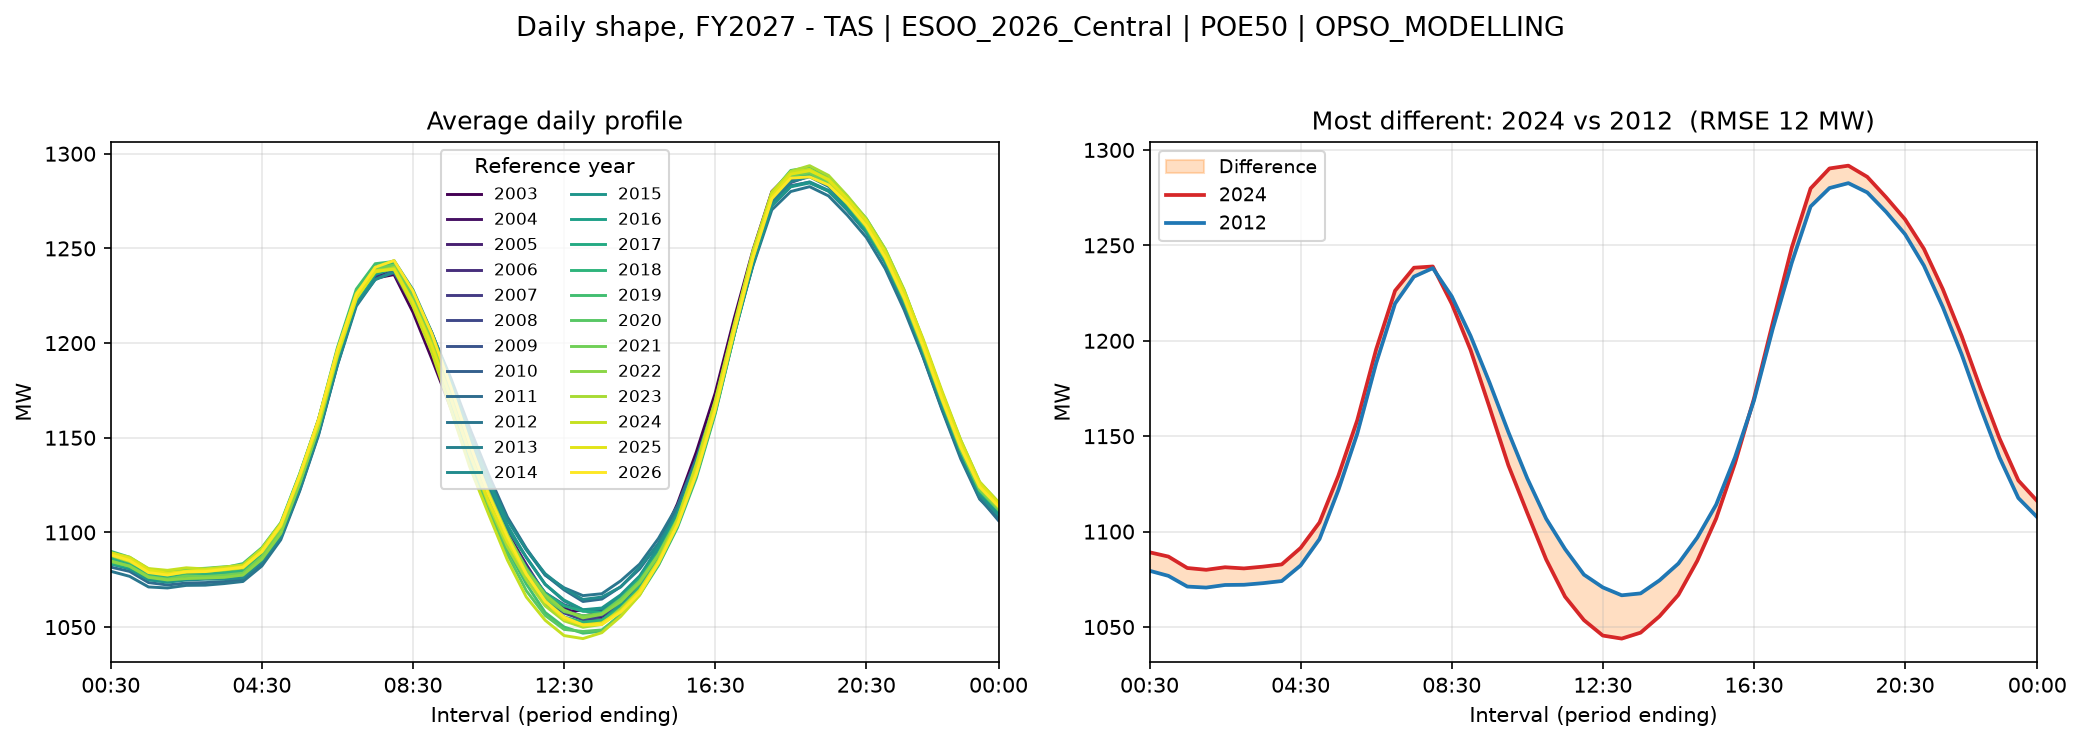 Daily shape, FY2027 - TAS | ESOO_2026_Central | POE50 | OPSO_MODELLING
Average daily profile
MW
1300
1250
1200
1150
1100
1050
Reference year
2003 2015
2004 2016
2005 2017
2006 2018
2007 2019
2008 2020
2009 2021
2010 2022
2011 2023
2012 2024
2013 2025
2014 2026
00:30 04:30 08:30 12:30 16:30 20:30 00:00
Interval (period ending)
Most different: 2024 vs 2012 (RMSE 12 MW)
MW
1300
1250
1200
1150
1100
1050
Difference
2024
2012
00:30 04:30 08:30 12:30 16:30 20:30 00:00
Interval (period ending)